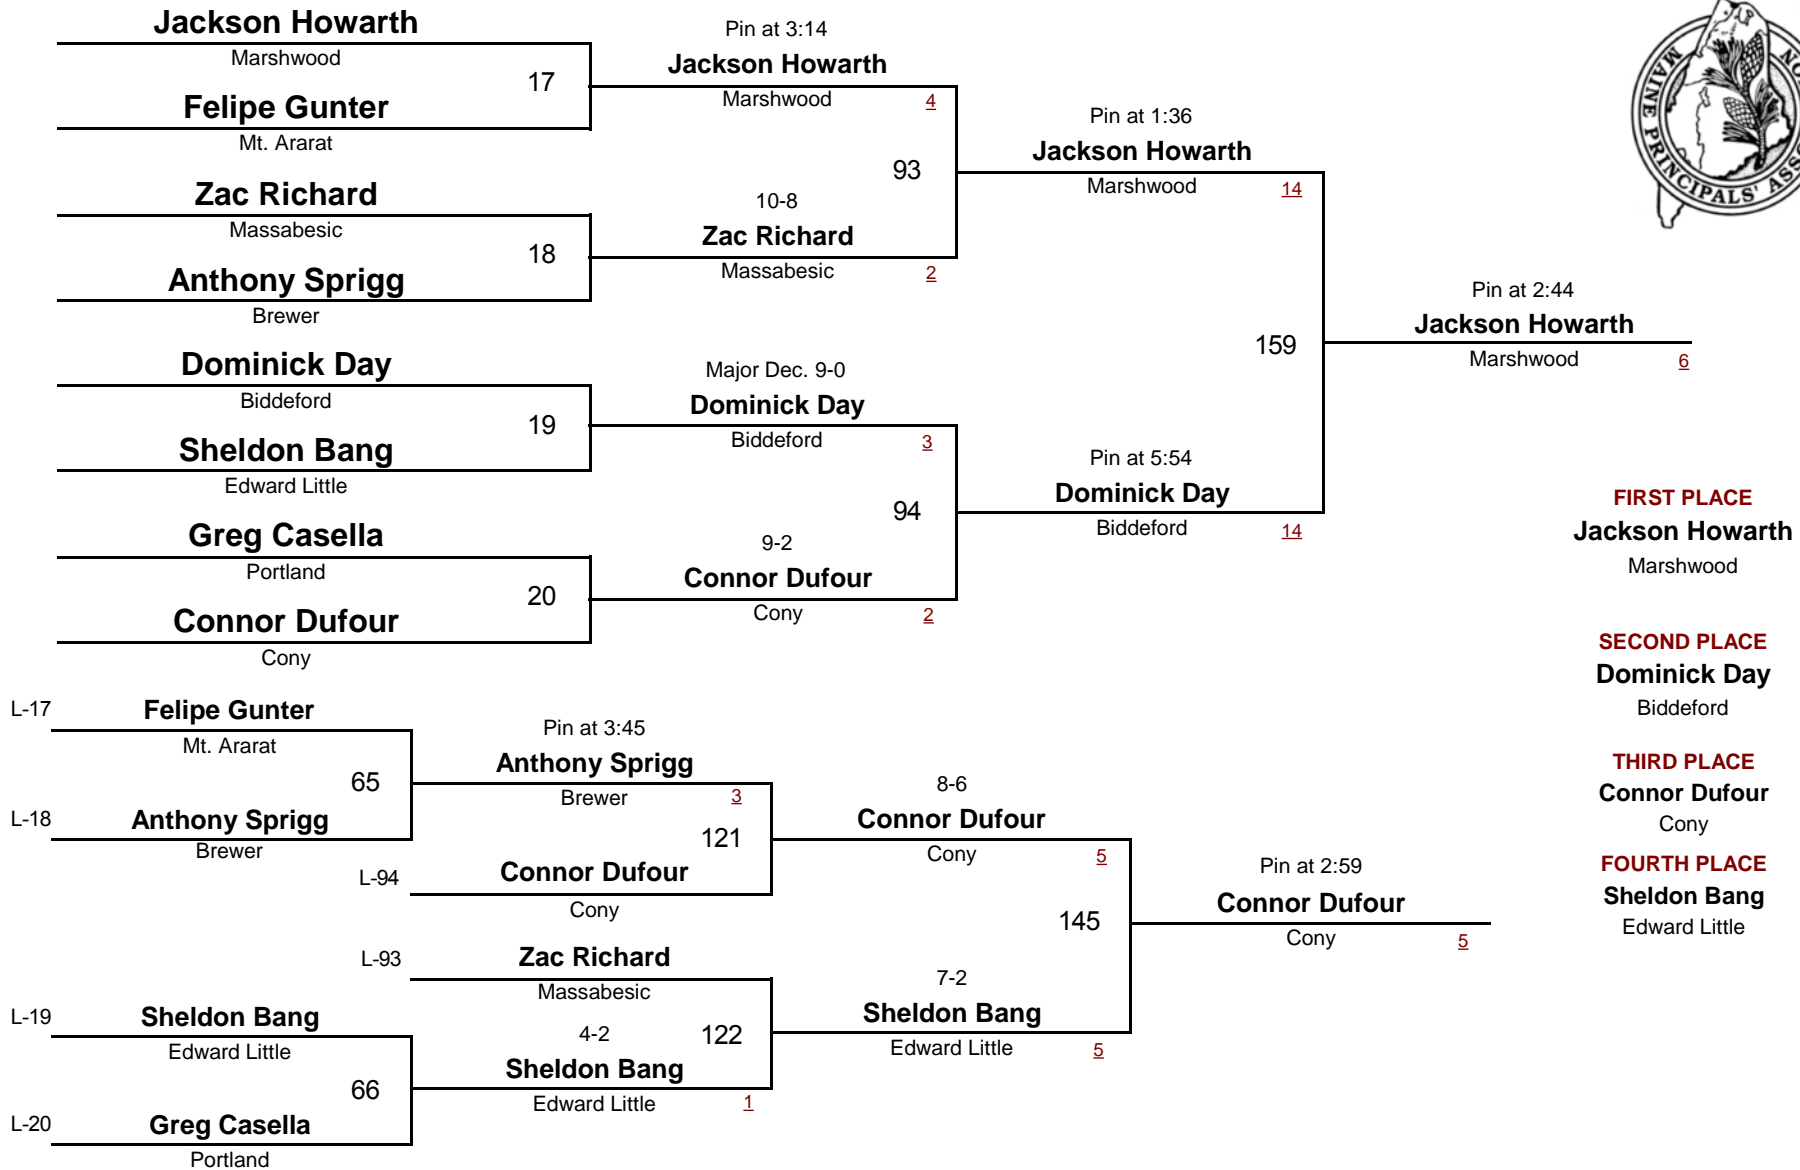 Jackson Howarth
Marshwood
17
Felipe Gunter
Mt. Ararat
Zac Richard
Massabesic
18
Anthony Sprigg
Brewer
Dominick Day
Biddeford
19
Sheldon Bang
Edward Little
Greg Casella
Portland
20
Connor Dufour
Cony
Pin at 3:14
Jackson Howarth
Marshwood
4
93
10-8
Zac Richard
Massabesic
2
Major Dec. 9-0
Dominick Day
Biddeford
3
94
9-2
Connor Dufour
Cony
2
Pin at 1:36
Jackson Howarth
Marshwood
14
159
Pin at 5:54
Dominick Day
Biddeford
14
Pin at 2:44
Jackson Howarth
Marshwood
6
MAINE PRINCIPALS'
L-17
Felipe Gunter
Mt. Ararat
65
L-18
Anthony Sprigg
Brewer
Pin at 3:45
Anthony Sprigg
Brewer
3
121
L-94
Connor Dufour
Cony
L-93
Zac Richard
Massabesic
122
L-19
Sheldon Bang
Edward Little
66
L-20
Greg Casella
Portland
4-2
Sheldon Bang
Edward Little
1
8-6
Connor Dufour
Cony
5
145
7-2
Sheldon Bang
Edward Little
5
Pin at 2:59
Connor Dufour
Cony
5
FIRST PLACE
Jackson Howarth
Marshwood
SECOND PLACE
Dominick Day
Biddeford
THIRD PLACE
Connor Dufour
Cony
FOURTH PLACE
Sheldon Bang
Edward Little